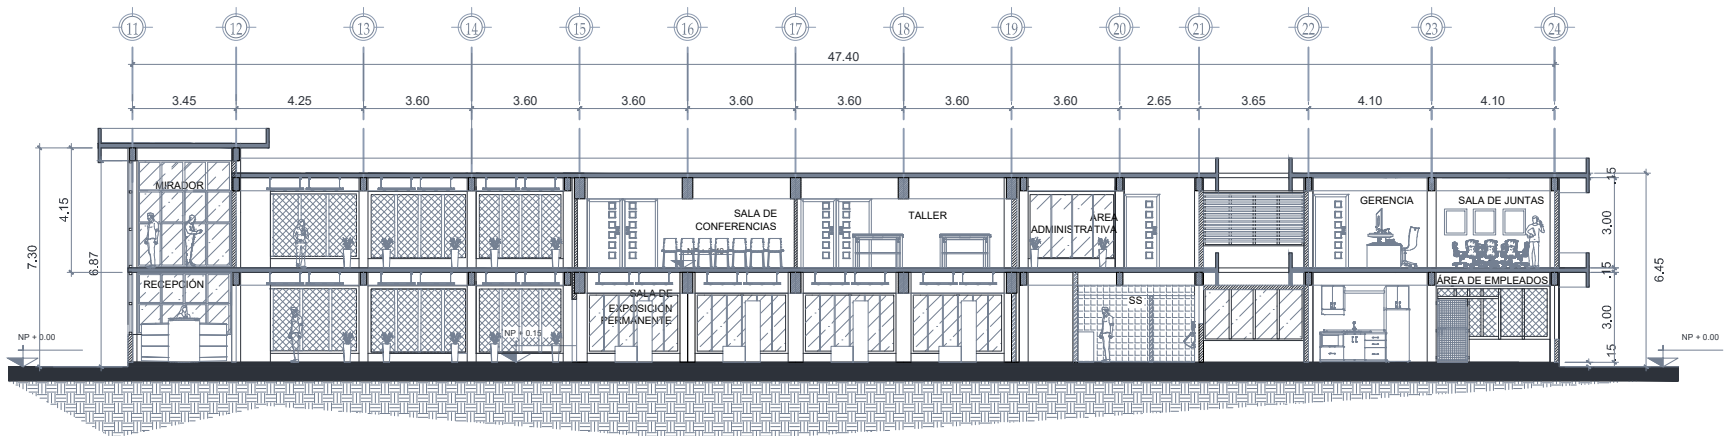 11 12 13 14 15 16 17 18 19 20 21 22 23 24
47.40
3.45 4.25 3.60 3.60 3.60 3.60 3.60 3.60 3.60 2.65 3.65 4.10 4.10
MIRADOR
SALA DE
CONFERENCIAS
TALLER
AREA
ADMINISTRATIVA
GERENCIA
SALA DE JUNTAS
.15
3.00
.15
3,00
.15
6.45
4.15
7.30
6.87
RECEPCIÓN
SALA DE
EXPOSICIÓN
PERMANENTE
SS
ÁREA DE EMPLEADOS
NP + 0.00
NP + 0.15
NP + 0.00